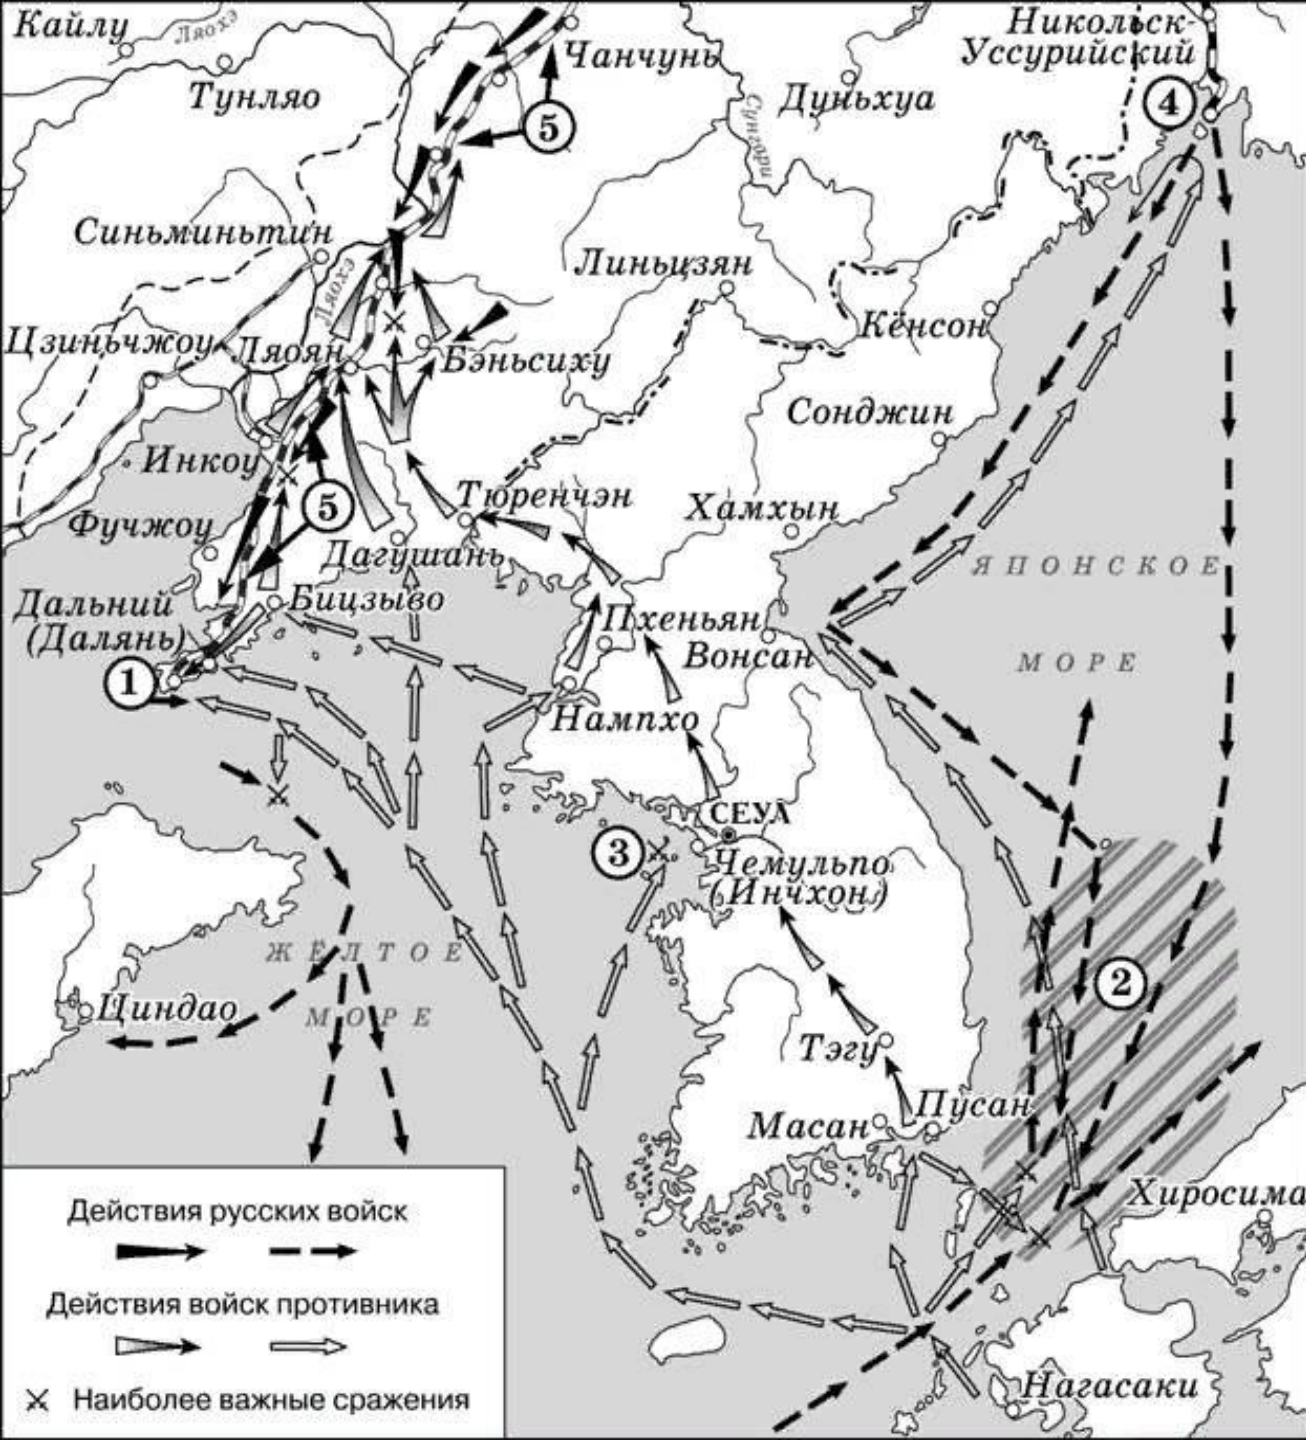 Кайлу
Ляохэ
Тунляо
Чанчунь
5
Никольск-
Уссурийский
4
Дуньхуа
Сунгари
Синьминьтин
Ляохэ
Линьцзян
Цзиньчжоу
Ляоян
Бэньсиху
Кёнсон
Сонджин
Инкоу
5
Фучжоу
Тюренчэн
Хамхын
Дагушань
Дальний
(Далянь)
Бицзыво
1
Пхеньян
Вонсан
Нампхо
ЯПОНСКОЕ
МОРЕ
СЕУЛ
3
Чемульпо
(Инчхон)
ЖЁЛТОЕ
МОРЕ
Циндао
2
Тэгу
Масан
Пусан
Хиросима
Нагасаки
Действия русских войск
Действия войск противника
Наиболее важные сражения